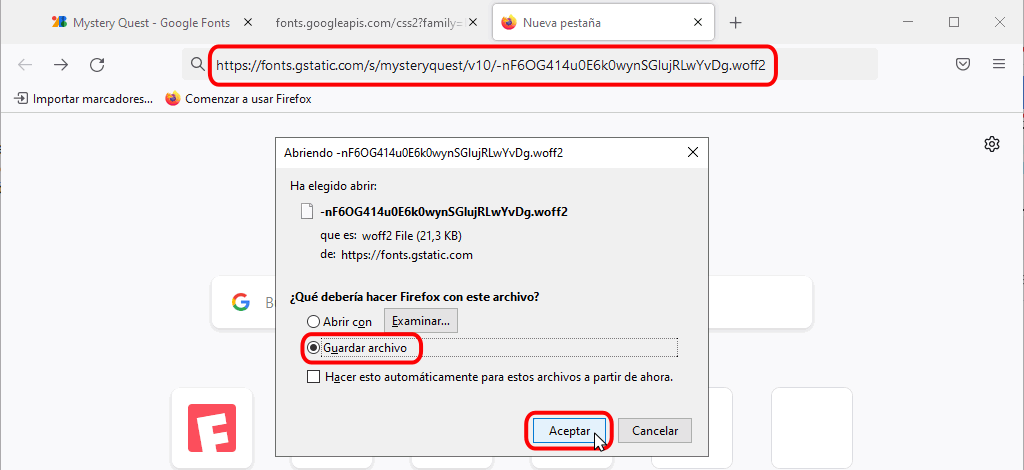 Mystery Quest - Google Fonts
fonts.googleapis.com/css2?family=
Nueva pestaña
https://fonts.gstatic.com/s/mysteryquest/v10/-nF6OG414u0E6k0wynSGlujRLwYvDg.woff2
Importar marcadores...
Comenzar a usar Firefox
Abriendo -nF6OG414u0E6k0wynSGlujRLwYvDg.woff2
Ha elegido abrir:
-nF6OG414u0E6k0wynSGlujRLwYvDg.woff2
que es: woff2 File (21,3 KB)
de: https://fonts.gstatic.com
¿Qué debería hacer Firefox con este archivo?
Abrir con
Examinar...
Guardar archivo
Hacer esto automáticamente para estos archivos a partir de ahora.
Aceptar
Cancelar